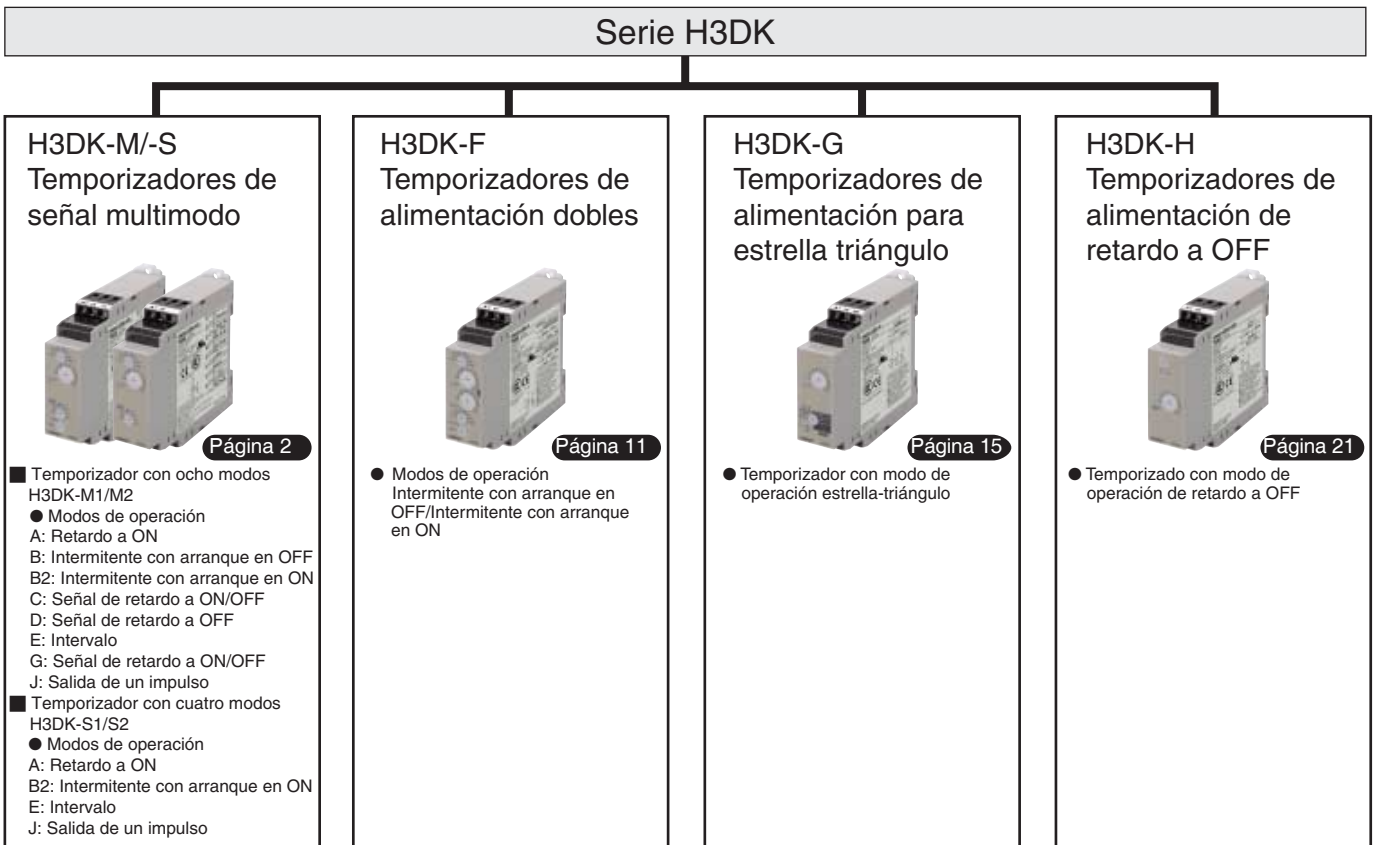 Serie H3DK
H3DK-M/-S
Temporizadores de
señal multimodo
Página 2
■ Temporizador con ocho modos
H3DK-M1/M2
● Modos de operación
A: Retardo a ON
B: Intermitente con arranque en OFF
B2: Intermitente con arranque en ON
C: Señal de retardo a ON/OFF
D: Señal de retardo a OFF
E: Intervalo
G: Señal de retardo a ON/OFF
J: Salida de un impulso
■ Temporizador con cuatro modos
H3DK-S1/S2
● Modos de operación
A: Retardo a ON
B2: Intermitente con arranque en ON
E: Intervalo
J: Salida de un impulso
H3DK-F
Temporizadores de
alimentación dobles
Página 11
● Modos de operación
Intermitente con arranque en
OFF/Intermitente con arranque
en ON
H3DK-G
Temporizadores de
alimentación para
estrella triángulo
Página 15
● Temporizador con modo de
operación estrella-triángulo
H3DK-H
Temporizadores de
alimentación de
retardo a OFF
Página 21
● Temporizado con modo de
operación de retardo a OFF